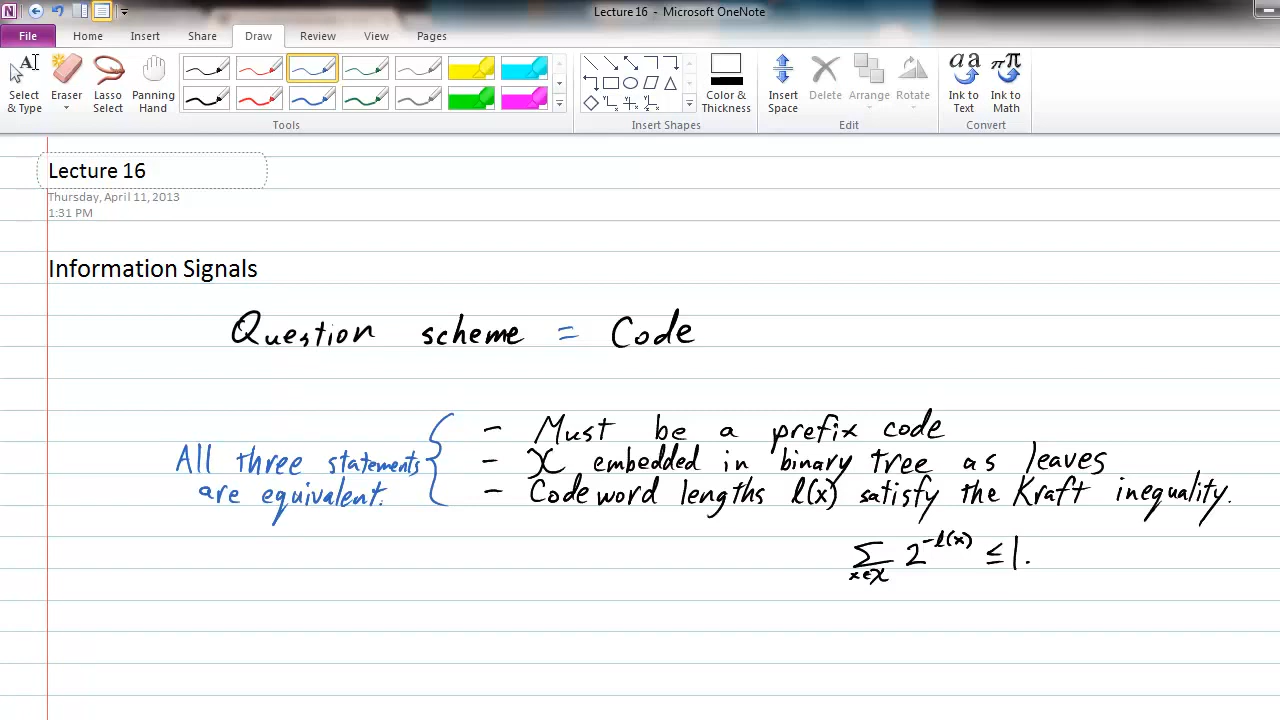 Lecture 16 - Microsoft OneNote
File Home Insert Share Draw Review View Pages
Select & Type
Eraser
Lasso Select
Panning Hand
Color & Thickness
Insert Space
Delete
Arrange
Rotate
Ink to Text
Ink to Math
Tools
Insert Shapes
Edit
Convert
Lecture 16
Thursday, April 11, 2013
1:31 PM
Information Signals
Question scheme = Code
All three statements
are equivalent.
- Must be a prefix code
- 𝒳 embedded in binary tree as leaves
- Codeword lengths l(x) satisfy the Kraft inequality.
∑ x∈𝒳 2^-l(x) ≤ 1.